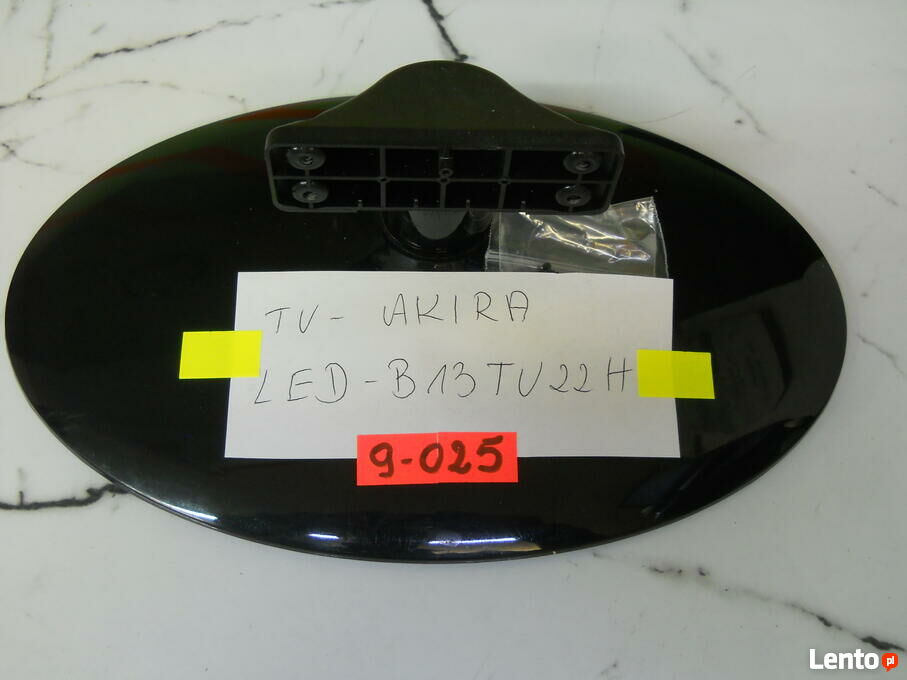 TV- AKIRA
LED-B13TV22H
9-025
Lento.pl